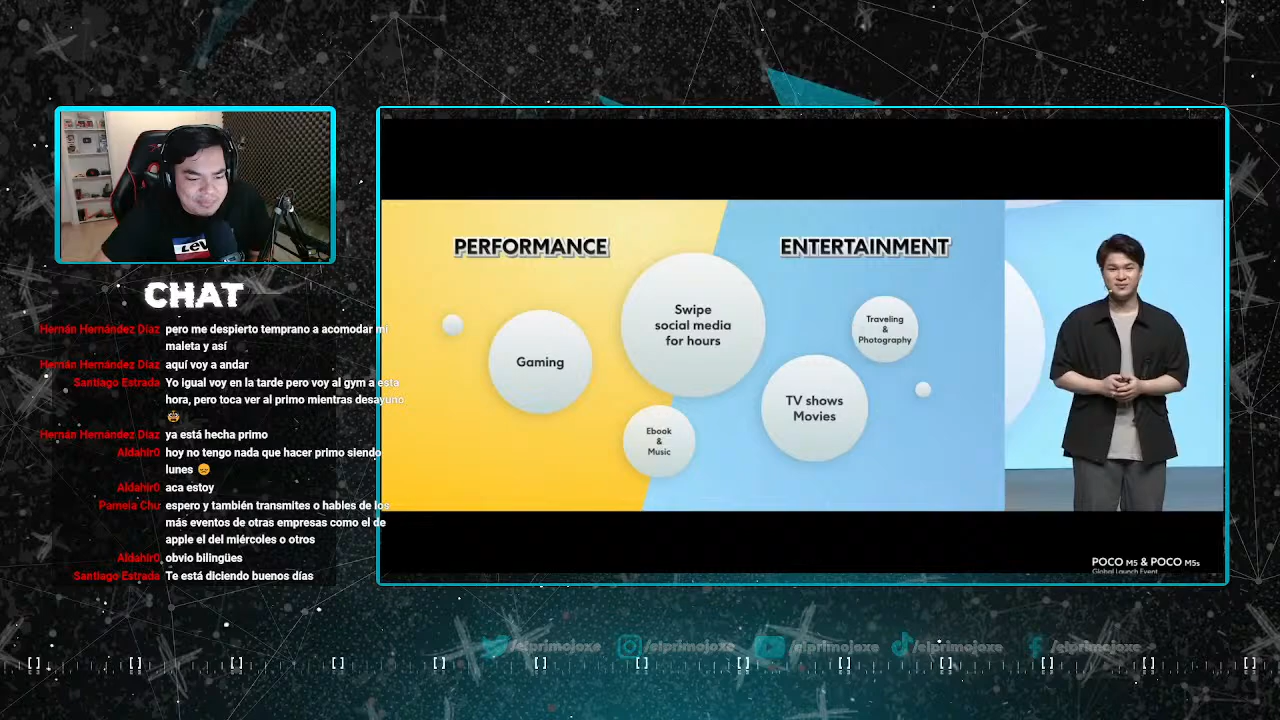 LEV
CHAT
Hernán Hernández Díaz pero me despierto temprano a acomodar mi
maleta y así
Hernán Hernández Díaz aquí voy a andar
Santiago Estrada Yo igual voy en la tarde pero voy al gym a esta
hora, pero toca ver al primo mientras desayuno
Hernán Hernández Díaz ya está hecha primo
Aldahir0 hoy no tengo nada que hacer primo siendo
lunes
Aldahir0 aca estoy
Pamela Chu espero y también transmites o hables de los
más eventos de otras empresas como el de
apple el del miércoles o otros
Aldahir0 obvio bilingües
Santiago Estrada Te está diciendo buenos días
PERFORMANCE
ENTERTAINMENT
Gaming
Swipe
social media
for hours
Ebook
&
Music
TV shows
Movies
Traveling
&
Photography
POCO M5 & POCO M5s
Global Launch Event
/elprimojoxe
/elprimojoxe
/elprimojoxe
/elprimojoxe
/elprimojoxe